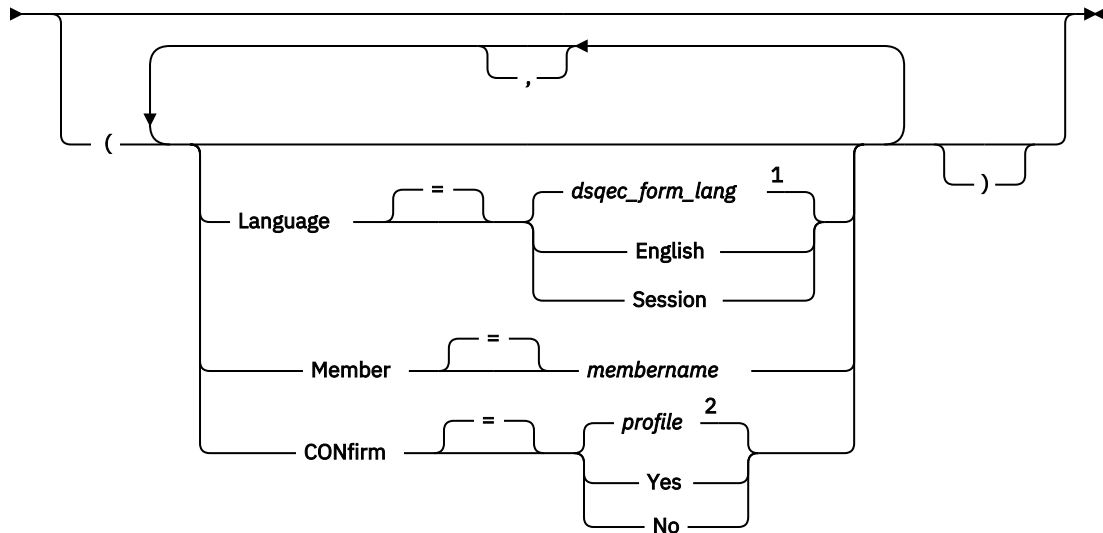 ,
( )
= dsqec_form_lang 1
Language
English
Session
=
Member membername
= profile 2
CONfirm
Yes
No